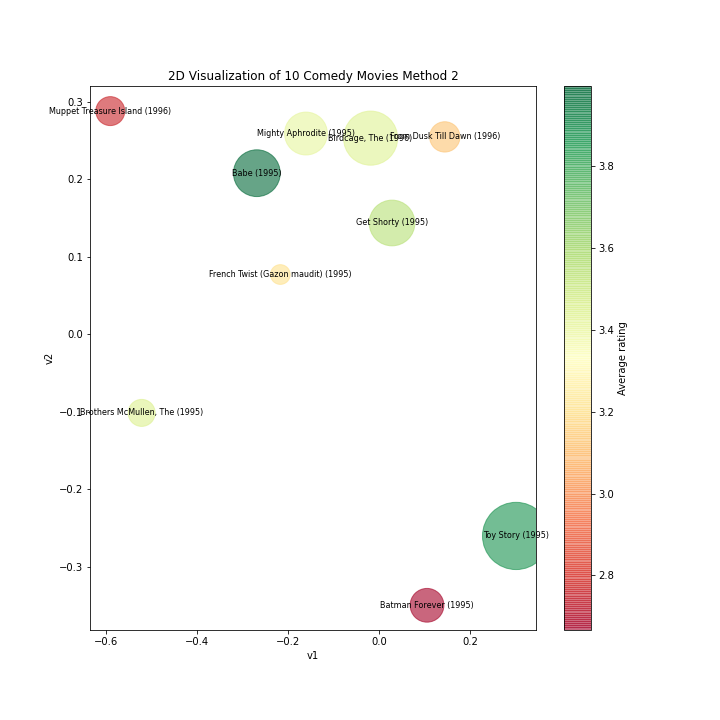 2D Visualization of 10 Comedy Movies Method 2
0.3
Muppet Treasure Island (1996)
Mighty Aphrodite (1995)
Birdcage, The (1996)
From Dusk Till Dawn (1996)
0.2
Babe (1995)
Get Shorty (1995)
0.1
French Twist (Gazon maudit) (1995)
0.0
−0.1
Brothers McMullen, The (1995)
−0.2
Toy Story (1995)
−0.3
Batman Forever (1995)
v2
−0.6
−0.4
−0.2
0.0
0.2
v1
3.8
3.6
3.4
3.2
3.0
2.8
Average rating